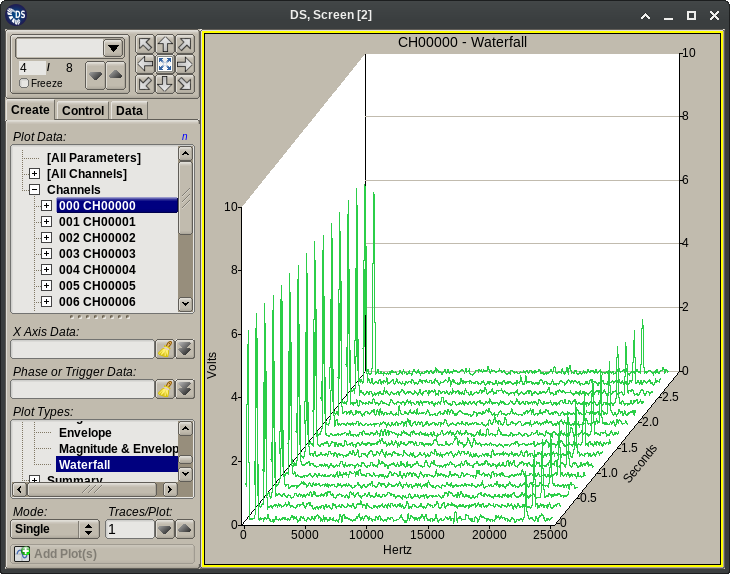 DS
DS, Screen [2]
4 / 8
Freeze
Create Control Data
Plot Data: n
[All Parameters]
[All Channels]
Channels
000 CH00000
001 CH00001
002 CH00002
003 CH00003
004 CH00004
005 CH00005
006 CH00006
X Axis Data:
Phase or Trigger Data:
Plot Types:
Envelope
Magnitude & Envelop
Waterfall
Summary
Mode: Traces/Plot:
Single 1
Add Plot(s)
CH00000 - Waterfall
10
8
6
4
2
0
10
8
6
4
2
0
Volts
-2.5
-2.0
-1.5
-1.0
-0.5
0
Seconds
0 5000 10000 15000 20000 25000
Hertz